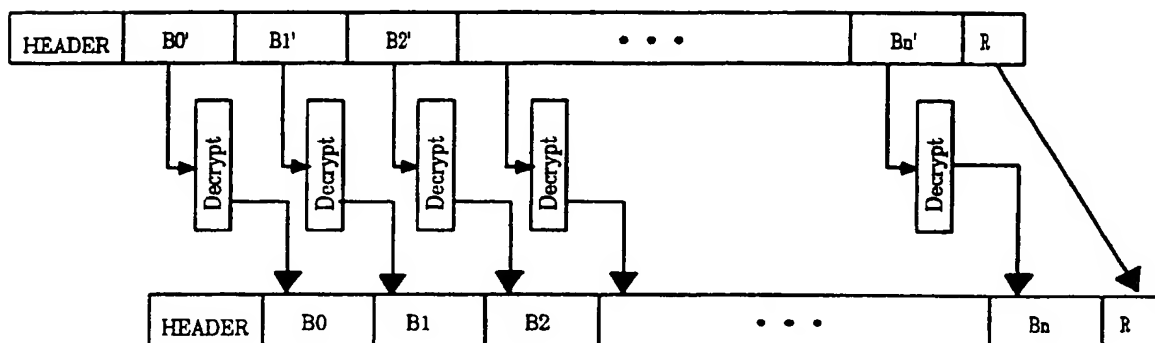 HEADER B0' B1' B2' • • • Bn' R
Decrypt Decrypt Decrypt Decrypt Decrypt
HEADER B0 B1 B2 • • • Bn R